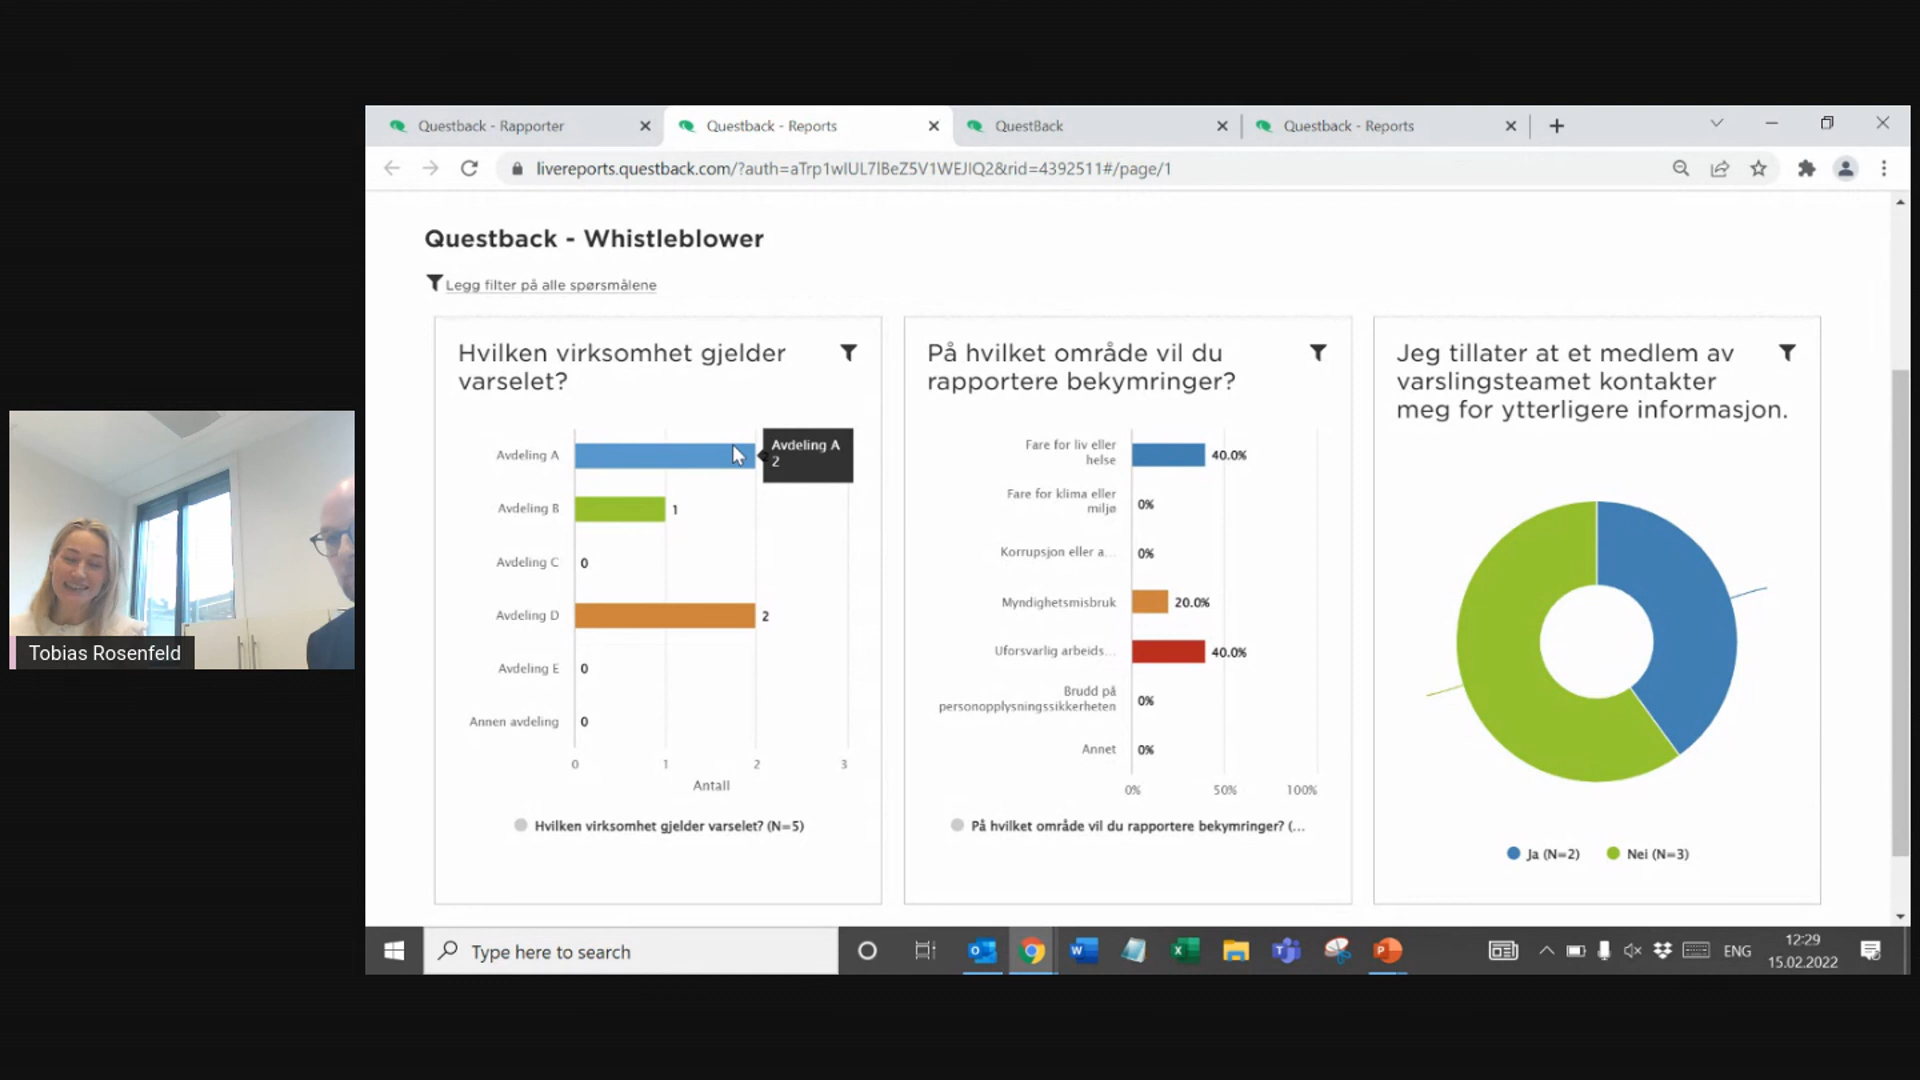 Questback - Rapporter
Questback - Reports
QuestBack
Questback - Reports
livereports.questback.com/?auth=aTrp1wIUL7lBeZ5V1WEJIQ2&rid=4392511#/page/1
Questback - Whistleblower
Legg filter på alle spørsmålene
Hvilken virksomhet gjelder
varselet?
Avdeling A
Avdeling A
2
Avdeling B
1
Avdeling C
0
Avdeling D
2
Avdeling E
0
Annen avdeling
0
0
1
2
3
Antall
Hvilken virksomhet gjelder varselet? (N=5)
På hvilket område vil du
rapportere bekymringer?
Fare for liv eller
helse
40.0%
Fare for klima eller
miljø
0%
Korrupsjon eller a...
0%
Myndighetsmisbruk
20.0%
Uforsvarlig arbeids...
40.0%
Brudd på
personopplysningssikkerheten
0%
Annet
0%
0%
50%
100%
På hvilket område vil du rapportere bekymringer? (...
Jeg tillater at et medlem av
varslingsteamet kontakter
meg for ytterligere informasjon.
Ja (N=2)
Nei (N=3)
Tobias Rosenfeld
Type here to search
ENG
12:29
15.02.2022